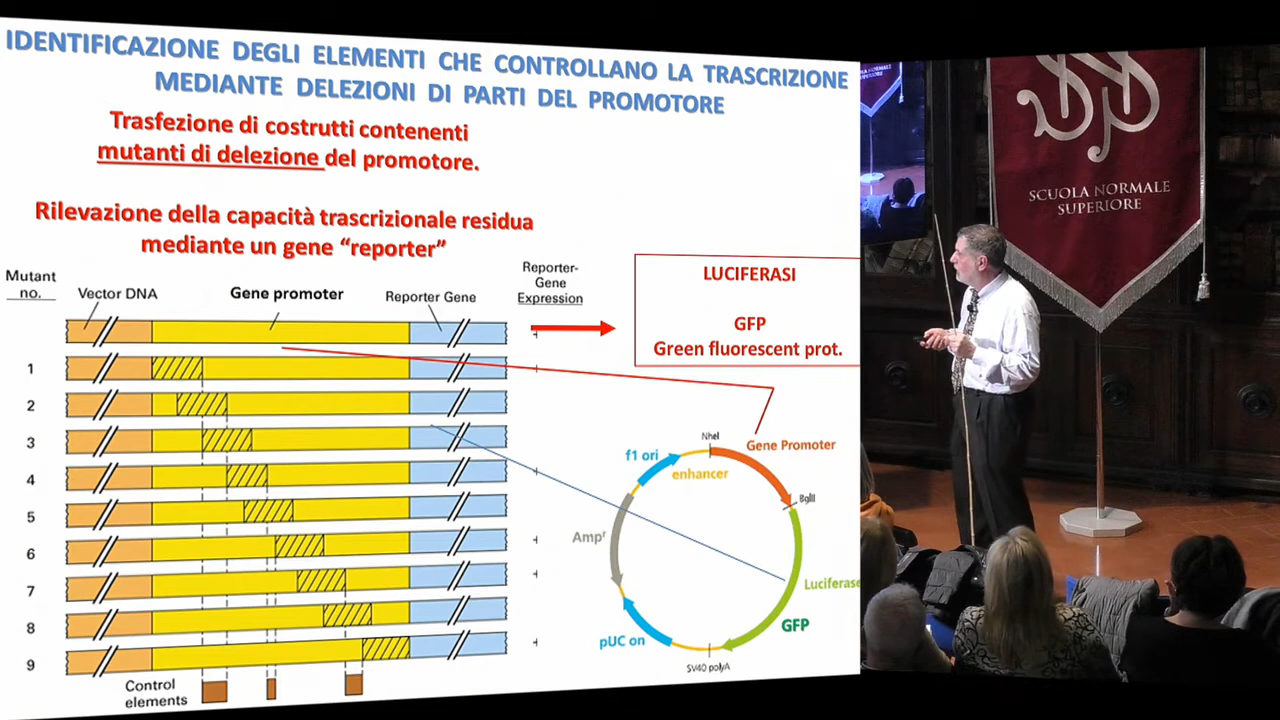 IDENTIFICAZIONE DEGLI ELEMENTI CHE CONTROLLANO LA TRASCRIZIONE
MEDIANTE DELEZIONI DI PARTI DEL PROMOTORE
Trasfezione di costrutti contenenti
mutanti di delezione del promotore.
Rilevazione della capacità trascrizionale residua
mediante un gene “reporter”
Mutant
no.
Vector DNA
Gene promoter
Reporter Gene
Reporter-
Gene
Expression
1
2
3
4
5
6
7
8
9
Control
elements
LUCIFERASI
GFP
Green fluorescent prot.
NheI
Gene Promoter
f1 ori
enhancer
BglII
Ampʳ
Luciferase
GFP
pUC on
SV40 polyA
SCUOLA NORMALE
SUPERIORE